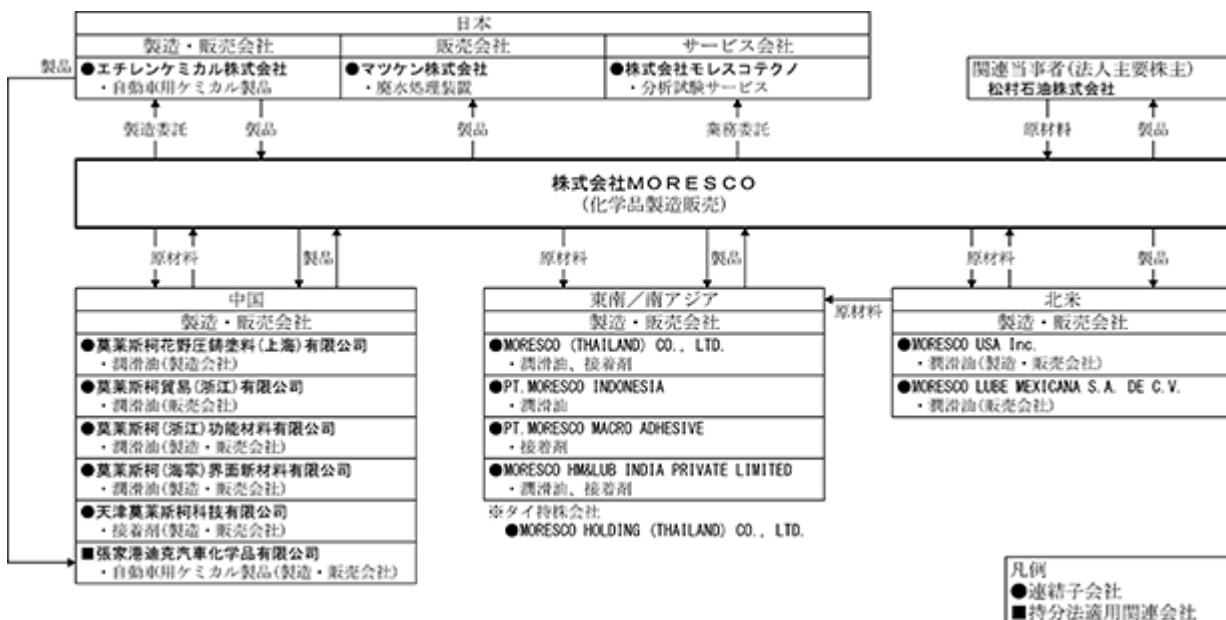 日本
製造・販売会社 販売会社 サービス会社
製品
●エチレンケミカル株式会社
・自動車用ケミカル製品
●マツケン株式会社
・廃水処理装置
●株式会社モレスコテクノ
・分析試験サービス
関連当事者(法人主要株主)
松村石油株式会社
製造委託 製品 製品 業務委託 原材料 製品
株式会社MORESCO
(化学品製造販売)
原材料 製品 原材料 製品 原材料 製品
中国
製造・販売会社
●莫莱斯柯花野圧鋳塗料(上海)有限公司
・潤滑油(製造会社)
●莫莱斯柯貿易(浙江)有限公司
・潤滑油(販売会社)
●莫莱斯柯(浙江)功能材料有限公司
・潤滑油(製造・販売会社)
●莫莱斯柯(海寧)界面新材料有限公司
・潤滑油(製造・販売会社)
●天津莫莱斯柯科技有限公司
・接着剤(製造・販売会社)
■張家港迪克汽車化学品有限公司
・自動車用ケミカル製品(製造・販売会社)
東南/南アジア
製造・販売会社
●MORESCO (THAILAND) CO., LTD.
・潤滑油、接着剤
●PT.MORESCO INDONESIA
・潤滑油
●PT.MORESCO MACRO ADHESIVE
・接着剤
●MORESCO HM&LUB INDIA PRIVATE LIMITED
・潤滑油、接着剤
※タイ持株会社
●MORESCO HOLDING (THAILAND) CO., LTD.
原材料
北米
製造・販売会社
●MORESCO USA Inc.
・潤滑油(製造・販売会社)
●MORESCO LUBE MEXICANA S.A. DE C.V.
・潤滑油(販売会社)
凡例
●連結子会社
■持分法適用関連会社